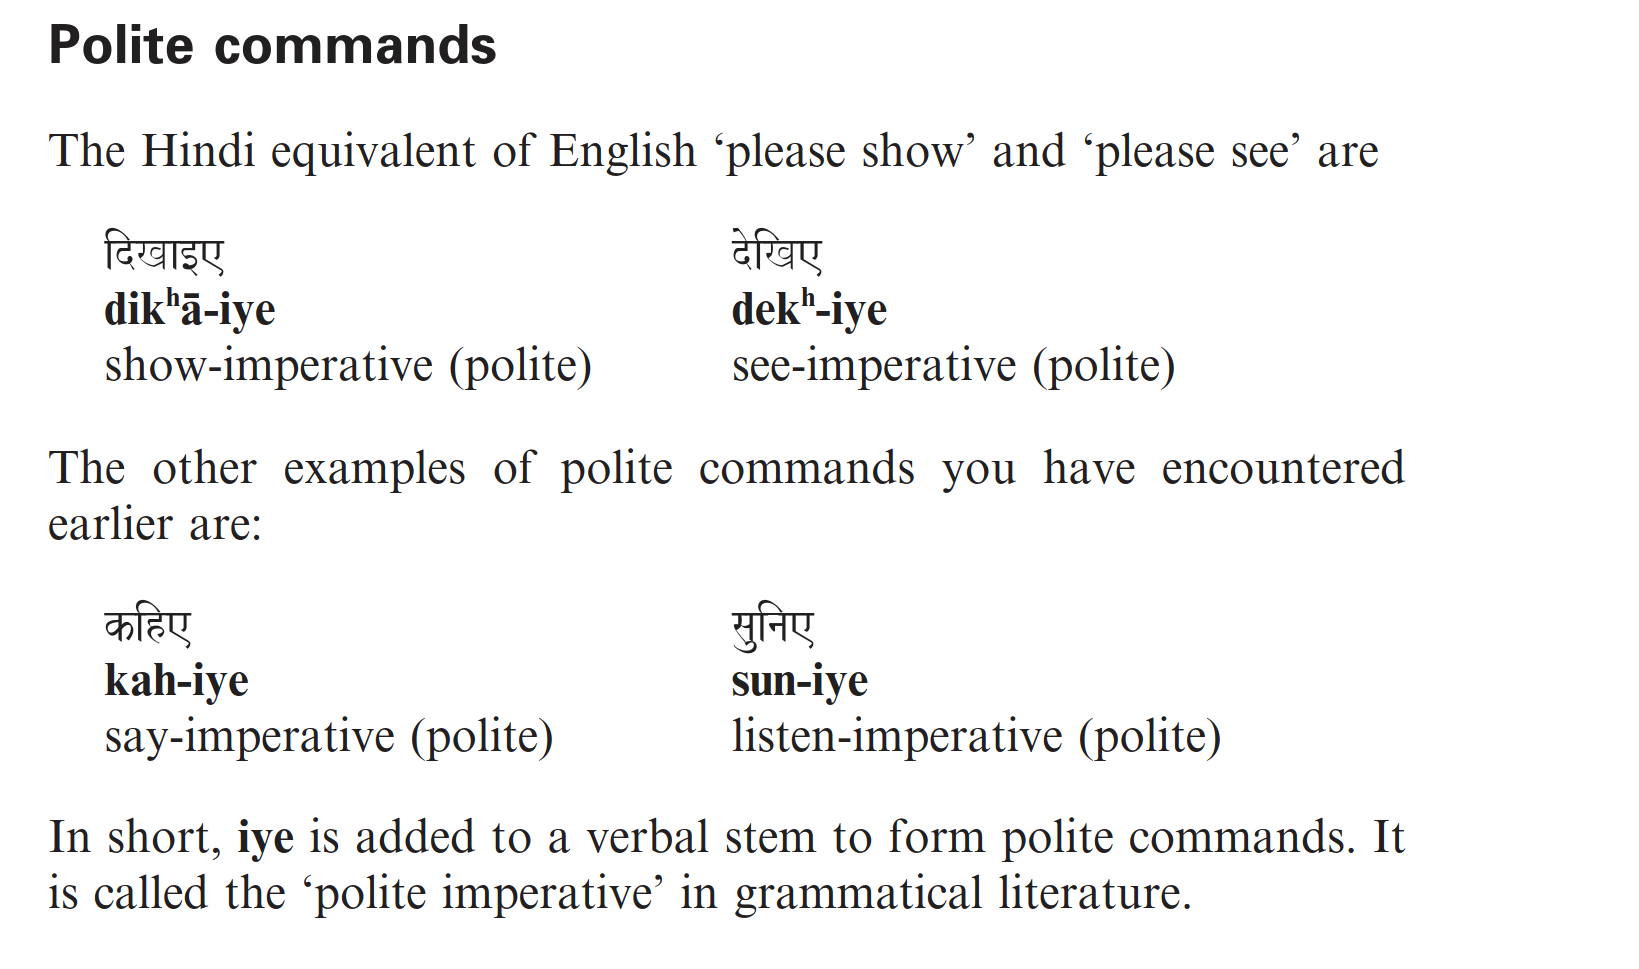 Polite commands
The Hindi equivalent of English ‘please show’ and ‘please see’ are
दिखाइए देखिए
dikʰā-iye dekʰ-iye
show-imperative (polite) see-imperative (polite)
The other examples of polite commands you have encountered
earlier are:
कहिए सुनिए
kah-iye sun-iye
say-imperative (polite) listen-imperative (polite)
In short, iye is added to a verbal stem to form polite commands. It
is called the ‘polite imperative’ in grammatical literature.